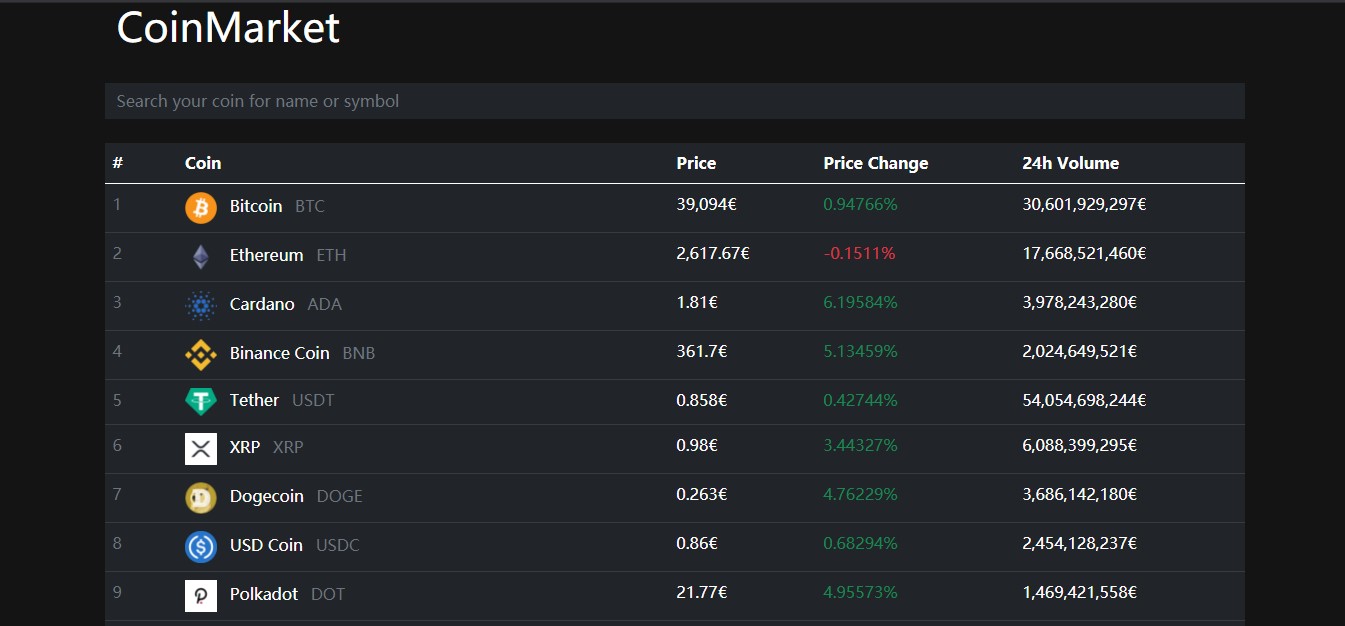 CoinMarket
Search your coin for name or symbol
# Coin Price Price Change 24h Volume
1 Bitcoin BTC 39,094€ 0.94766% 30,601,929,297€
2 Ethereum ETH 2,617.67€ -0.1511% 17,668,521,460€
3 Cardano ADA 1.81€ 6.19584% 3,978,243,280€
4 Binance Coin BNB 361.7€ 5.13459% 2,024,649,521€
5 Tether USDT 0.858€ 0.42744% 54,054,698,244€
6 XRP XRP 0.98€ 3.44327% 6,088,399,295€
7 Dogecoin DOGE 0.263€ 4.76229% 3,686,142,180€
8 USD Coin USDC 0.86€ 0.68294% 2,454,128,237€
9 Polkadot DOT 21.77€ 4.95573% 1,469,421,558€